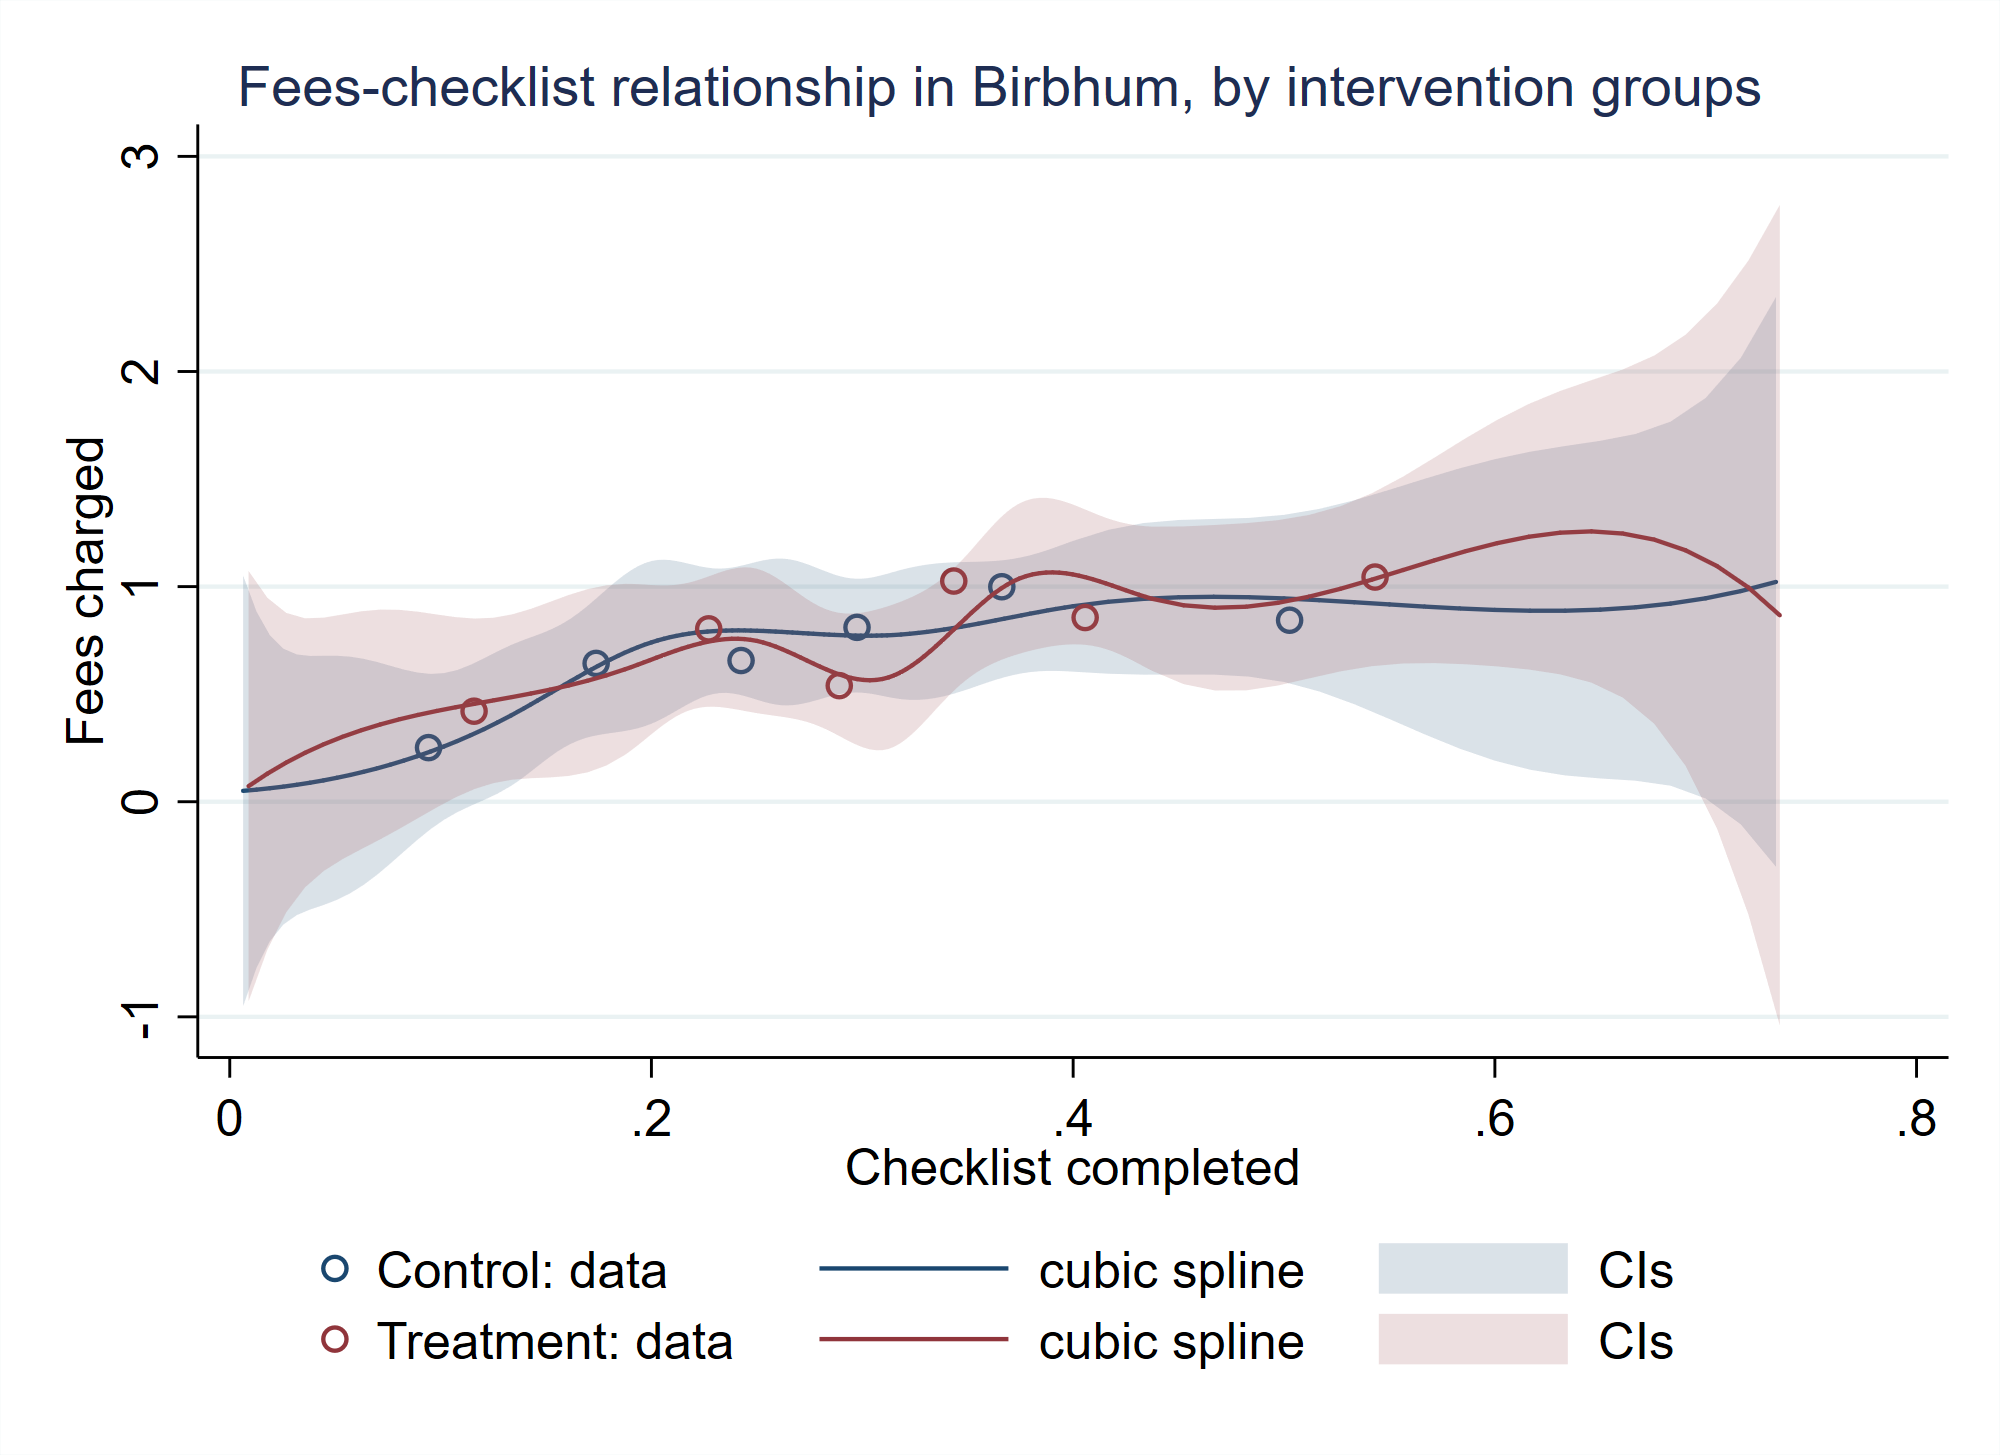 Fees-checklist relationship in Birbhum, by intervention groups
3
2
1
0
-1
Fees charged
0 .2 .4 .6 .8
Checklist completed
Control: data cubic spline CIs
Treatment: data cubic spline CIs